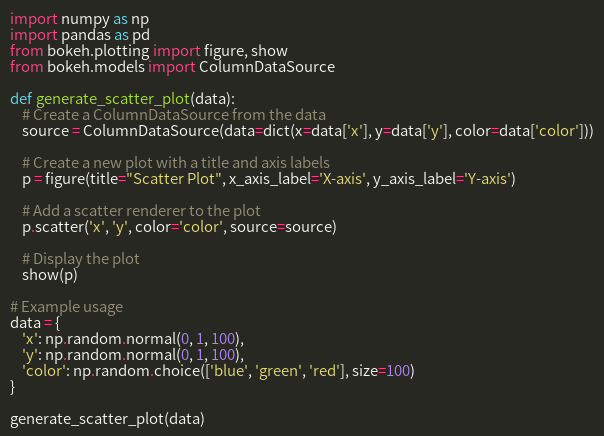 import numpy as np
import pandas as pd
from bokeh.plotting import figure, show
from bokeh.models import ColumnDataSource

def generate_scatter_plot(data):
    # Create a ColumnDataSource from the data
    source = ColumnDataSource(data=dict(x=data['x'], y=data['y'], color=data['color']))

    # Create a new plot with a title and axis labels
    p = figure(title="Scatter Plot", x_axis_label='X-axis', y_axis_label='Y-axis')

    # Add a scatter renderer to the plot
    p.scatter('x', 'y', color='color', source=source)

    # Display the plot
    show(p)

# Example usage
data = {
    'x': np.random.normal(0, 1, 100),
    'y': np.random.normal(0, 1, 100),
    'color': np.random.choice(['blue', 'green', 'red'], size=100)
}

generate_scatter_plot(data)